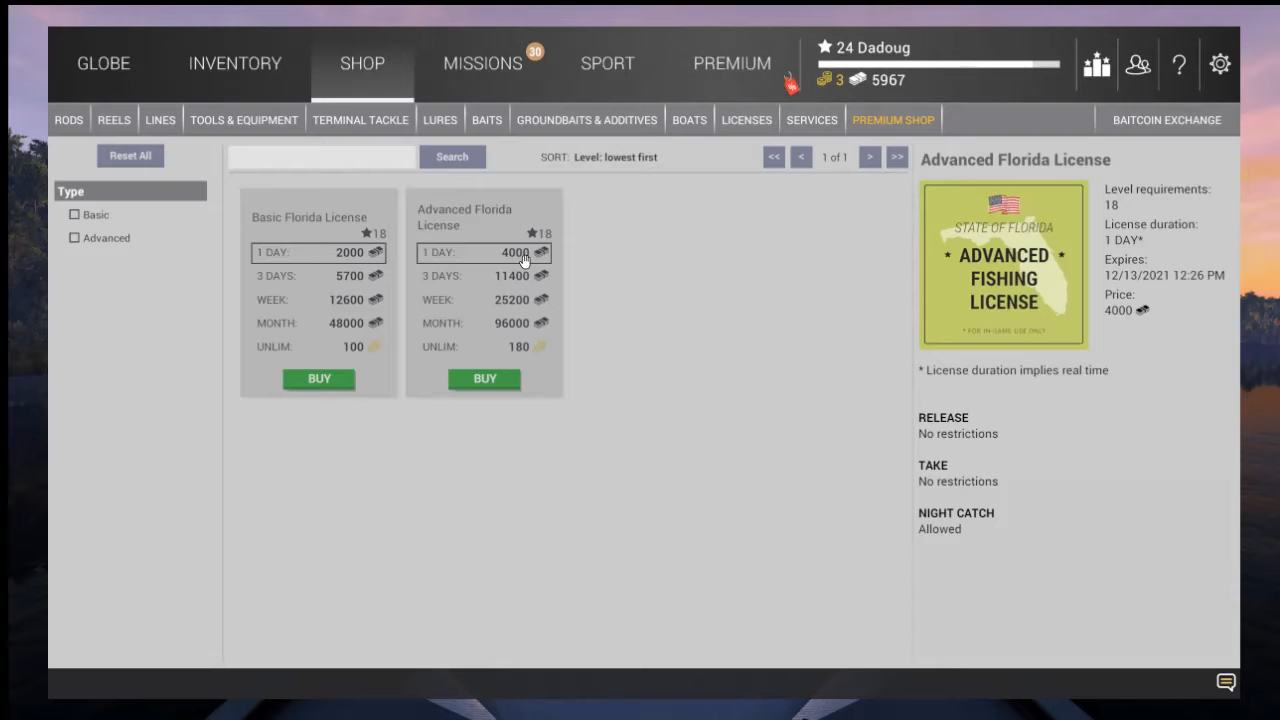 GLOBE INVENTORY SHOP MISSIONS 30 SPORT PREMIUM
24 Dadoug
3 5967
?
RODS REELS LINES TOOLS & EQUIPMENT TERMINAL TACKLE LURES BAITS GROUNDBAITS & ADDITIVES BOATS LICENSES SERVICES PREMIUM SHOP BAITCOIN EXCHANGE
Reset All
Type
Basic
Advanced
Search SORT: Level: lowest first << < 1 of 1 > >>
Basic Florida License
18
1 DAY: 2000
3 DAYS: 5700
WEEK: 12600
MONTH: 48000
UNLIM: 100
BUY
Advanced Florida
License
18
1 DAY: 4000
3 DAYS: 11400
WEEK: 25200
MONTH: 96000
UNLIM: 180
BUY
Advanced Florida License
STATE OF FLORIDA
* ADVANCED *
FISHING
LICENSE
* FOR IN-GAME USE ONLY
Level requirements:
18
License duration:
1 DAY*
Expires:
12/13/2021 12:26 PM
Price:
4000
* License duration implies real time
RELEASE
No restrictions
TAKE
No restrictions
NIGHT CATCH
Allowed